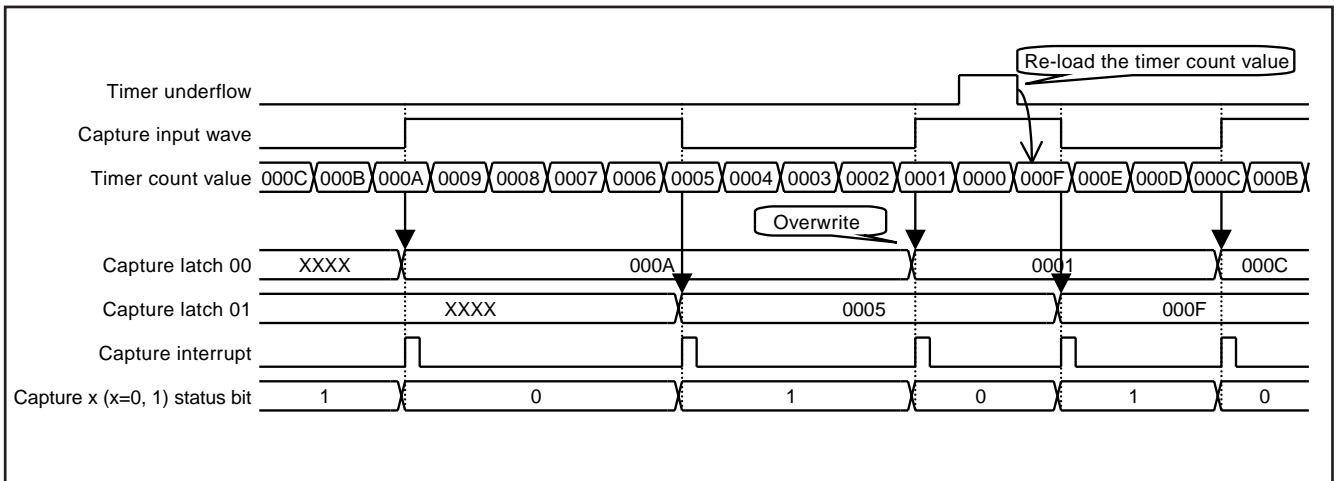 Re-load the timer count value
Timer underflow
Capture input wave
Timer count value 000C 000B 000A 0009 0008 0007 0006 0005 0004 0003 0002 0001 0000 000F 000E 000D 000C 000B
Overwrite
Capture latch 00 XXXX 000A 0001 000C
Capture latch 01 XXXX 0005 000F
Capture interrupt
Capture x (x=0, 1) status bit 1 0 1 0 1 0